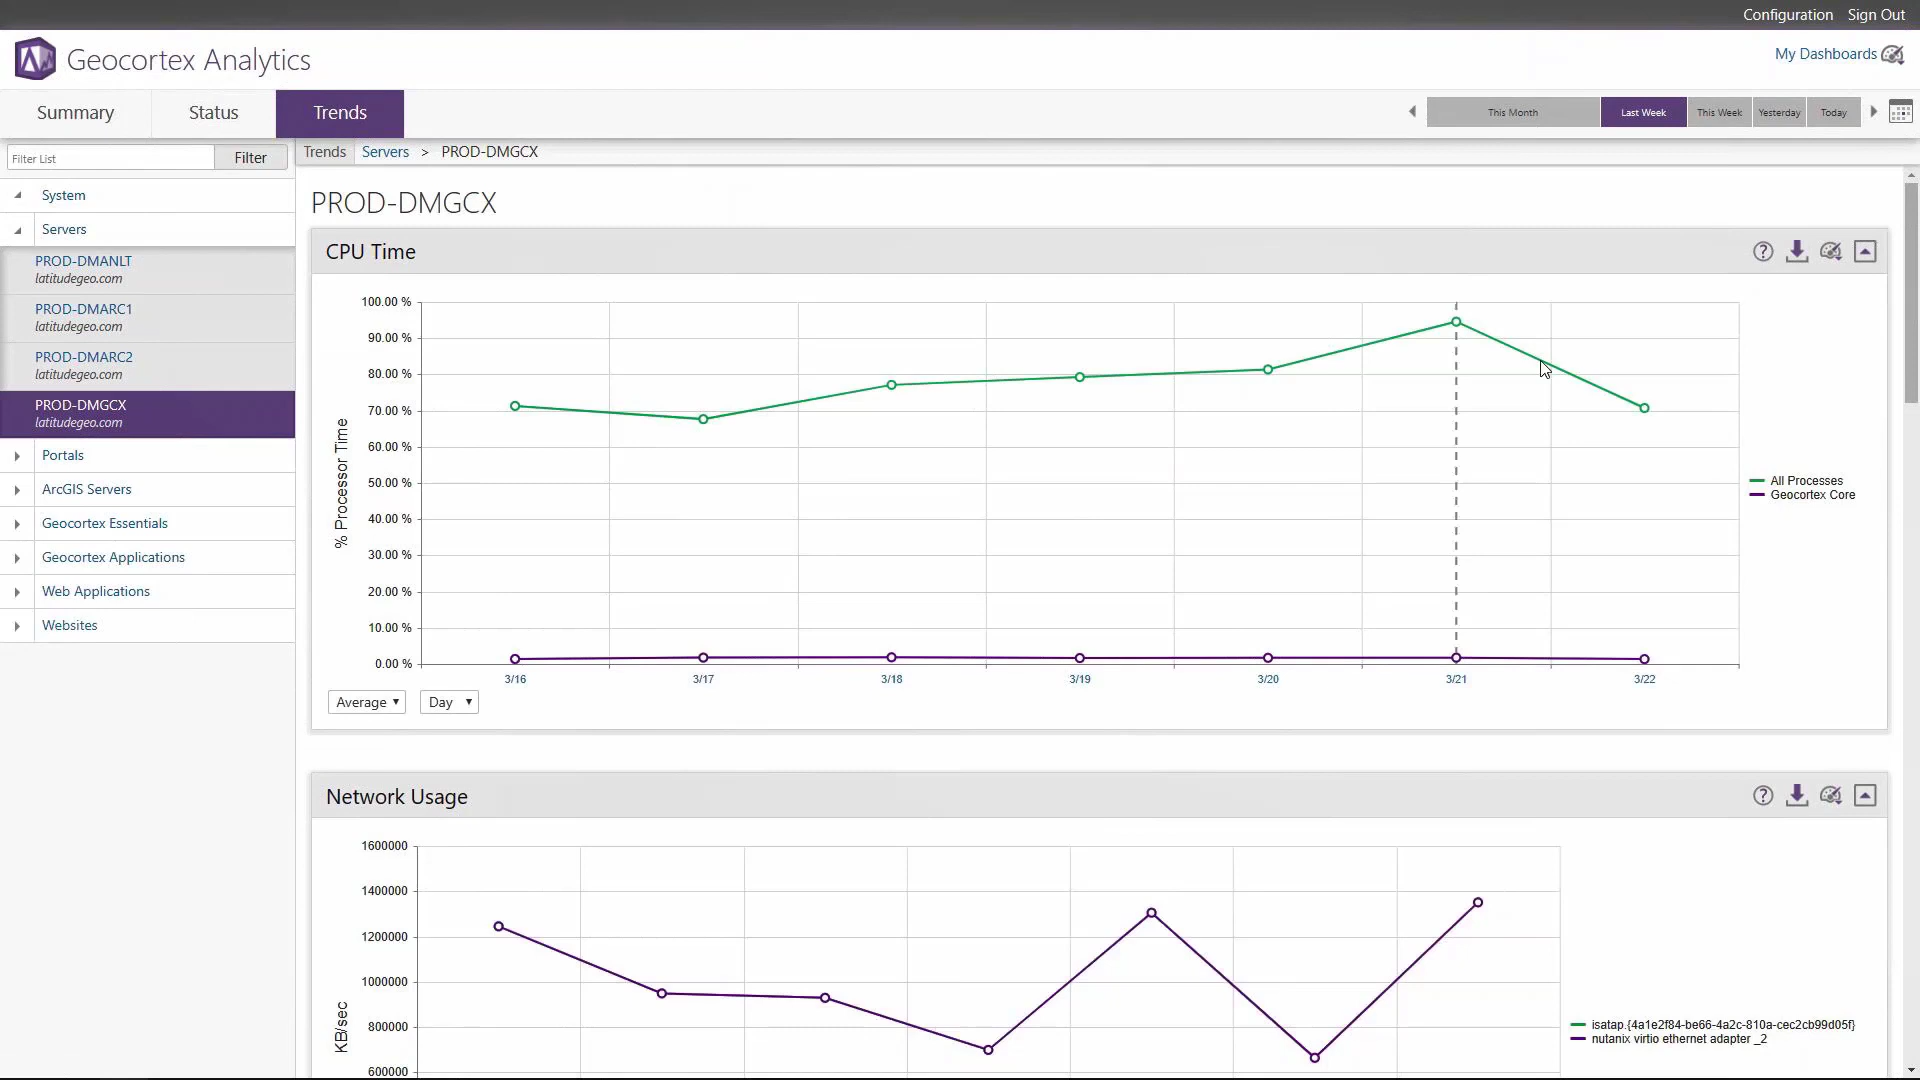 Configuration Sign Out
Geocortex Analytics
My Dashboards
Summary Status Trends
This Month Last Week This Week Yesterday Today
Filter List Filter
Trends Servers > PROD-DMGCX
System
Servers
PROD-DMANLT
latitudegeo.com
PROD-DMARC1
latitudegeo.com
PROD-DMARC2
latitudegeo.com
PROD-DMGCX
latitudegeo.com
Portals
ArcGIS Servers
Geocortex Essentials
Geocortex Applications
Web Applications
Websites
PROD-DMGCX
CPU Time
% Processor Time
100.00 %
90.00 %
80.00 %
70.00 %
60.00 %
50.00 %
40.00 %
30.00 %
20.00 %
10.00 %
0.00 %
3/16 3/17 3/18 3/19 3/20 3/21 3/22
All Processes
Geocortex Core
Average Day
Network Usage
KB/sec
1600000
1400000
1200000
1000000
800000
600000
isatap.{4a1e2f84-be66-4a2c-810a-cec2cb99d05f}
nutanix virtio ethernet adapter _2